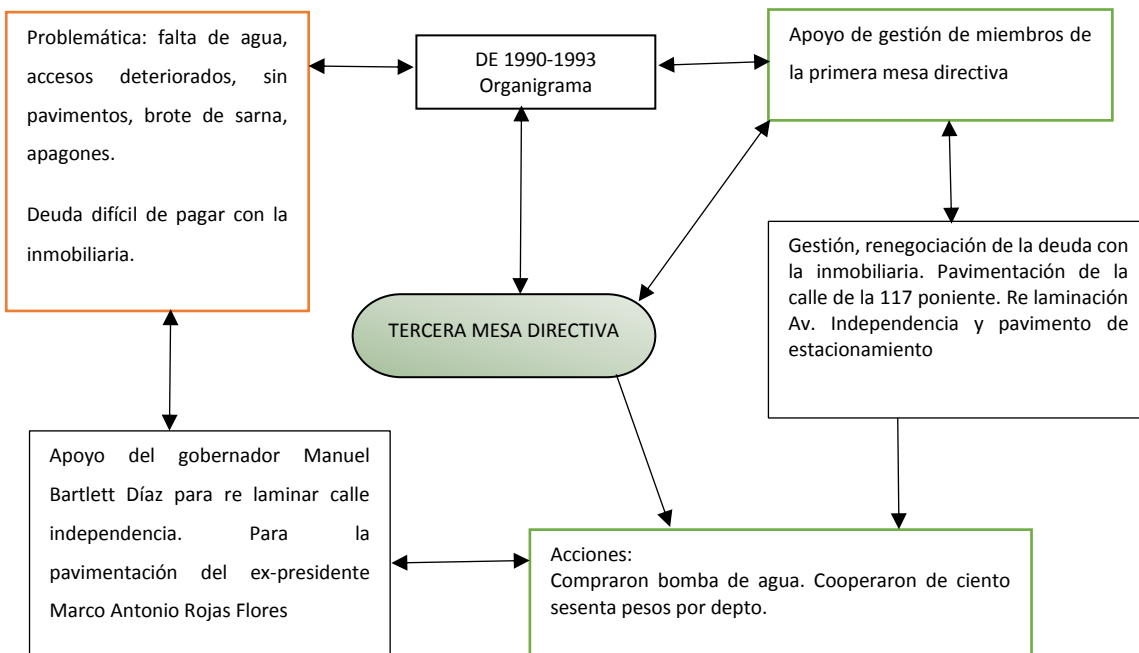 Problemática: falta de agua,
accesos deteriorados, sin
pavimentos, brote de sarna,
apagones.
Deuda difícil de pagar con la
inmobiliaria.
DE 1990-1993
Organigrama
Apoyo de gestión de miembros de
la primera mesa directiva
TERCERA MESA DIRECTIVA
Gestión, renegociación de la deuda con
la inmobiliaria. Pavimentación de la
calle de la 117 poniente. Re laminación
Av. Independencia y pavimento de
estacionamiento
Apoyo del gobernador Manuel
Bartlett Díaz para re laminar calle
independencia. Para la
pavimentación del ex-presidente
Marco Antonio Rojas Flores
Acciones:
Compraron bomba de agua. Cooperaron de ciento
sesenta pesos por depto.